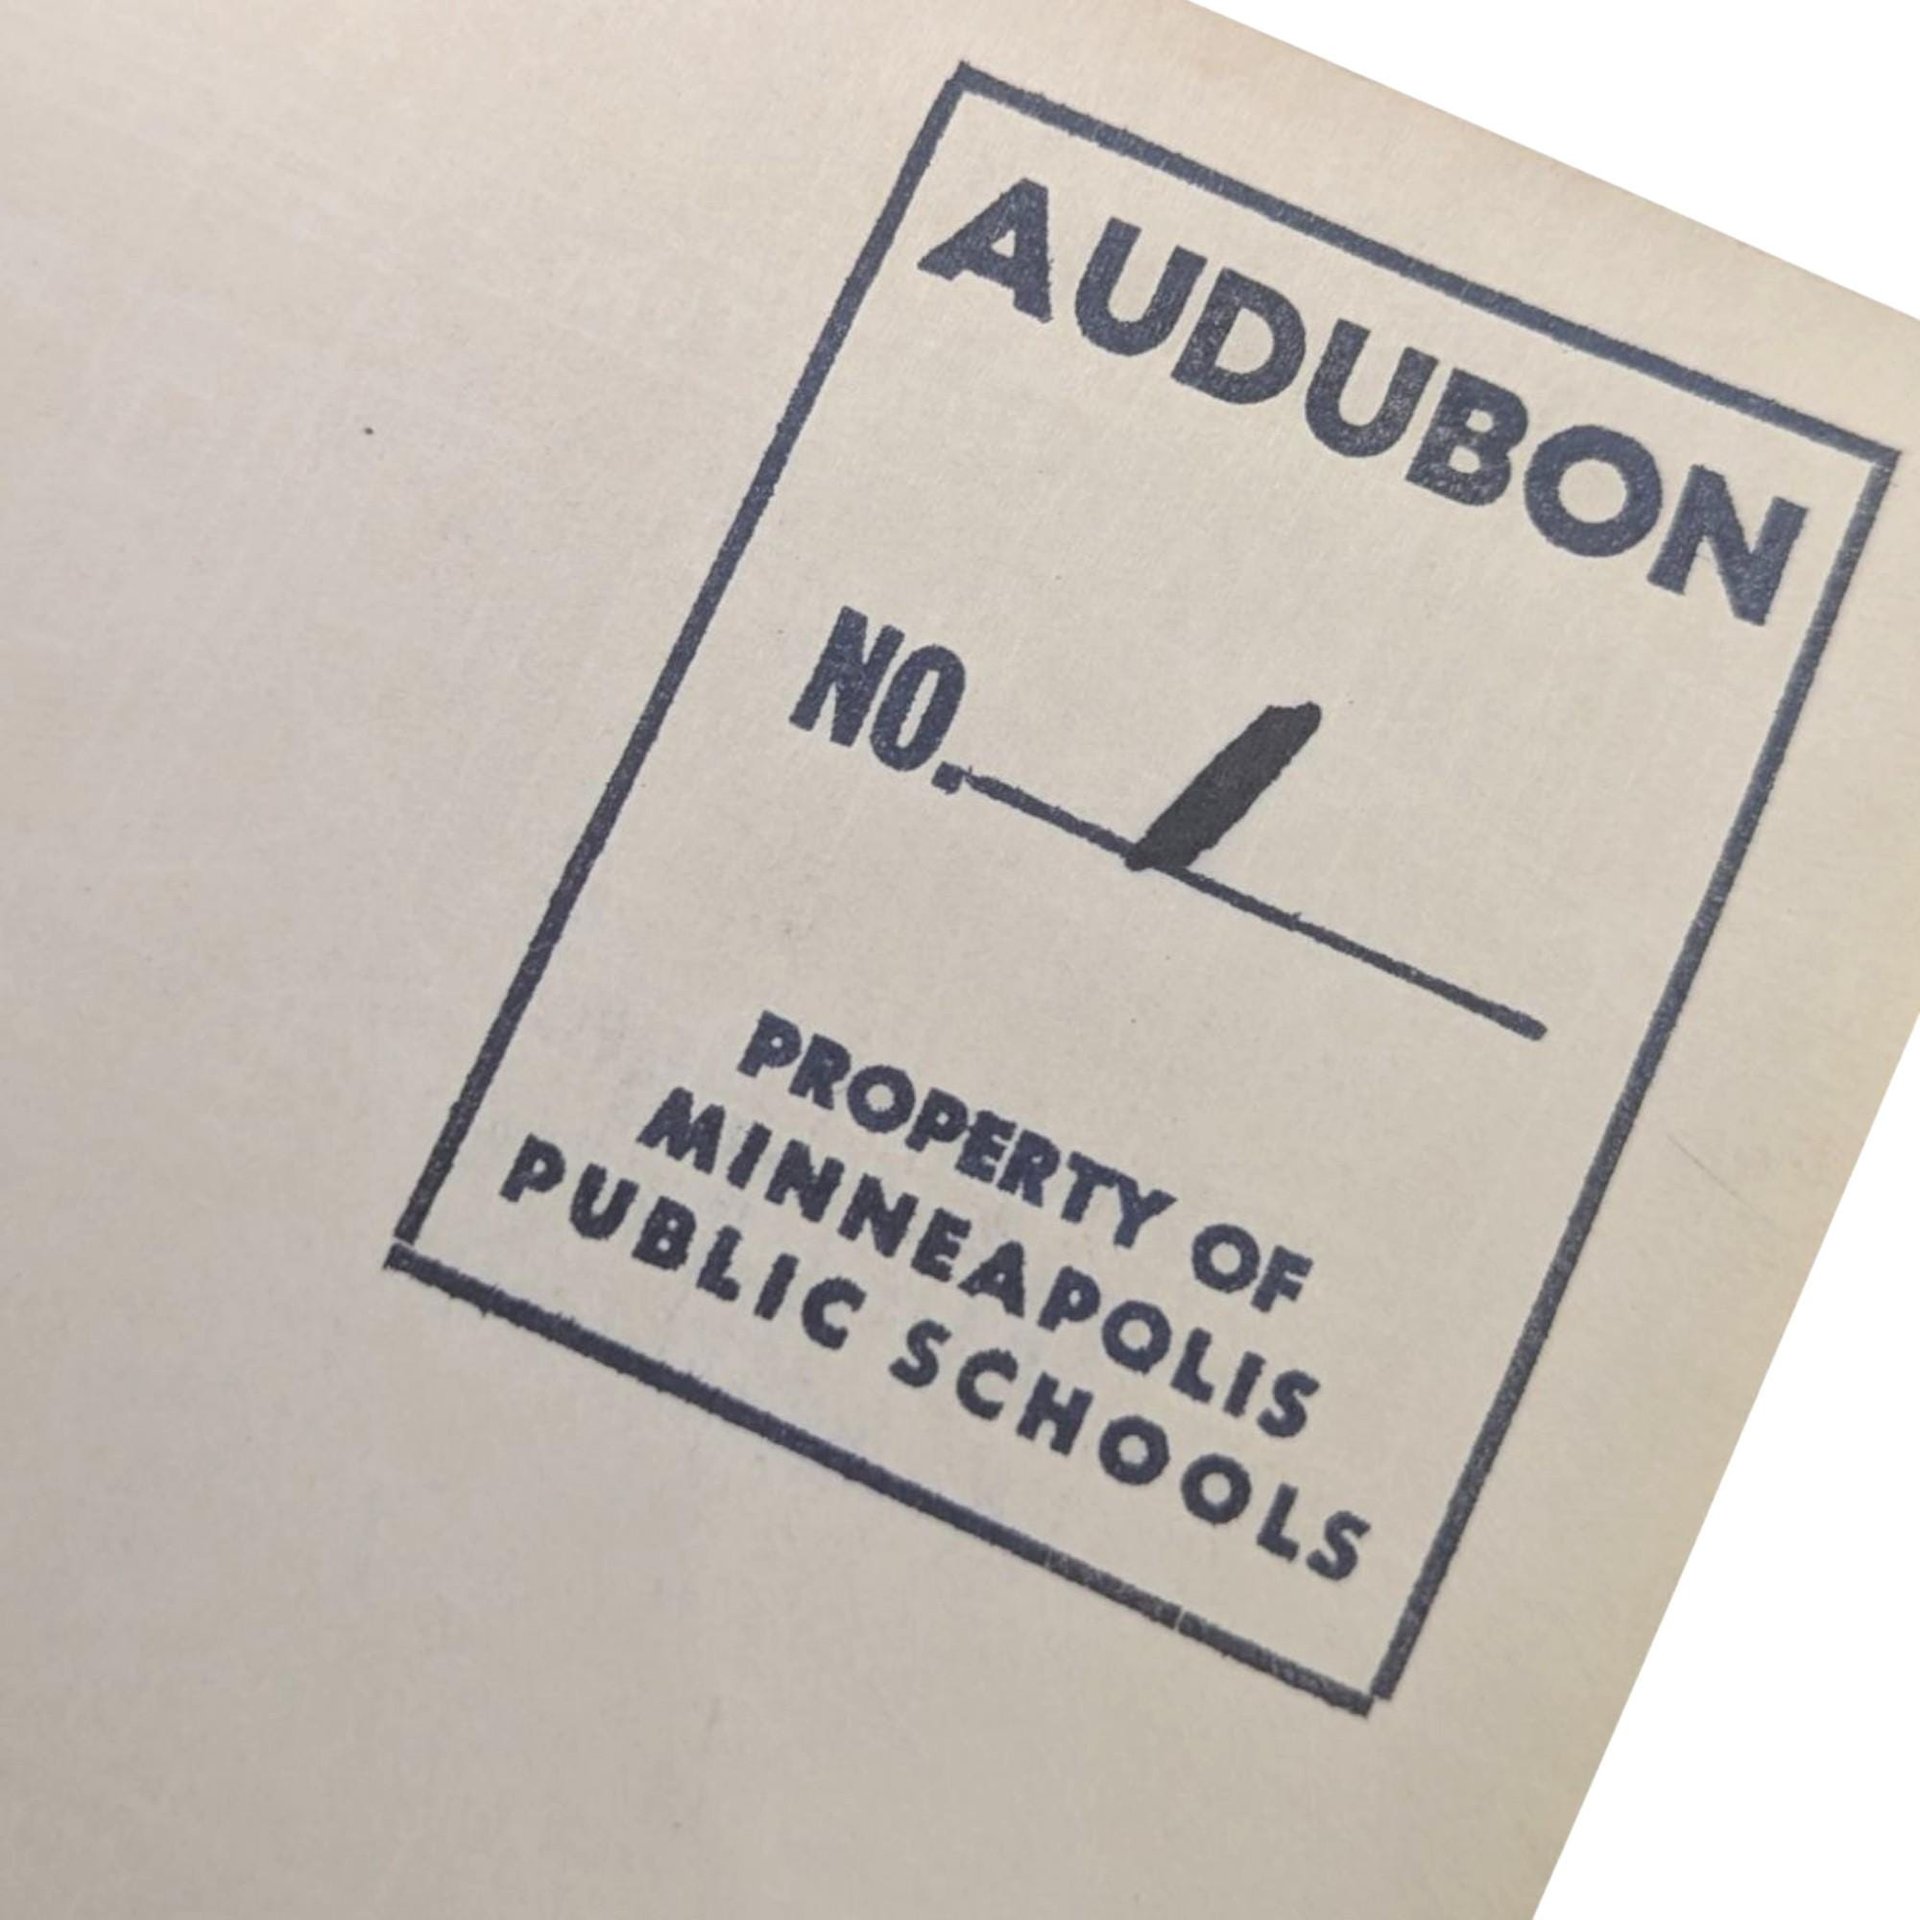 AUDUBON
NO. 1
PROPERTY OF
MINNEAPOLIS
PUBLIC SCHOOLS